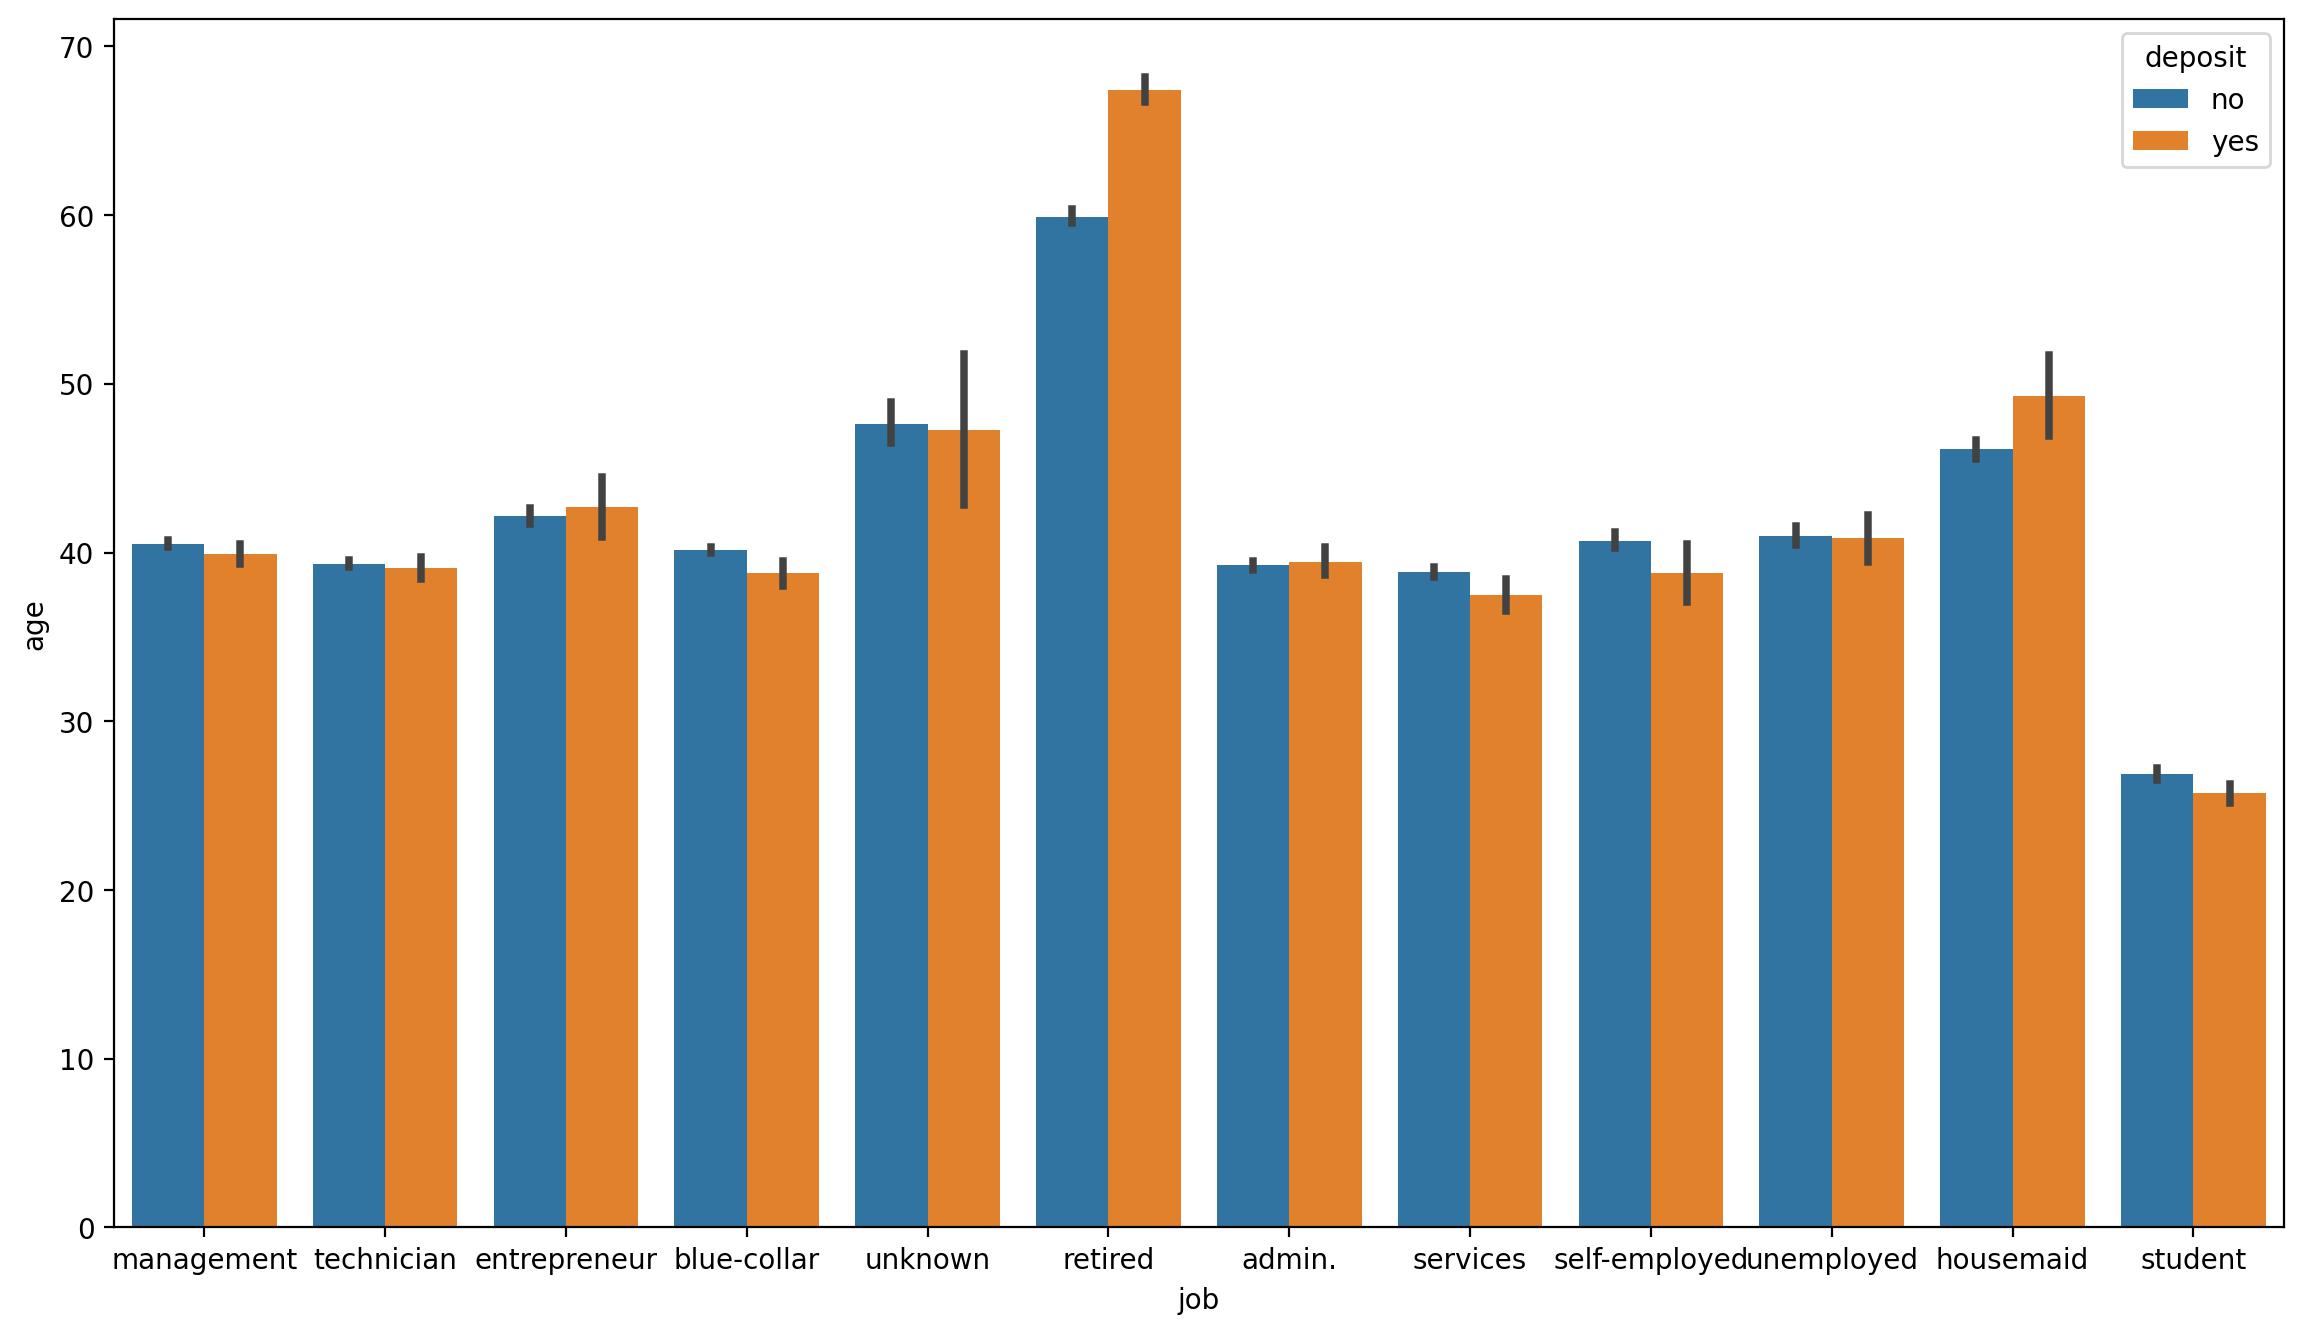 70
60
50
40
30
20
10
0
age
deposit
no
yes
management technician entrepreneur blue-collar unknown retired admin. services self-employed unemployed housemaid student
job